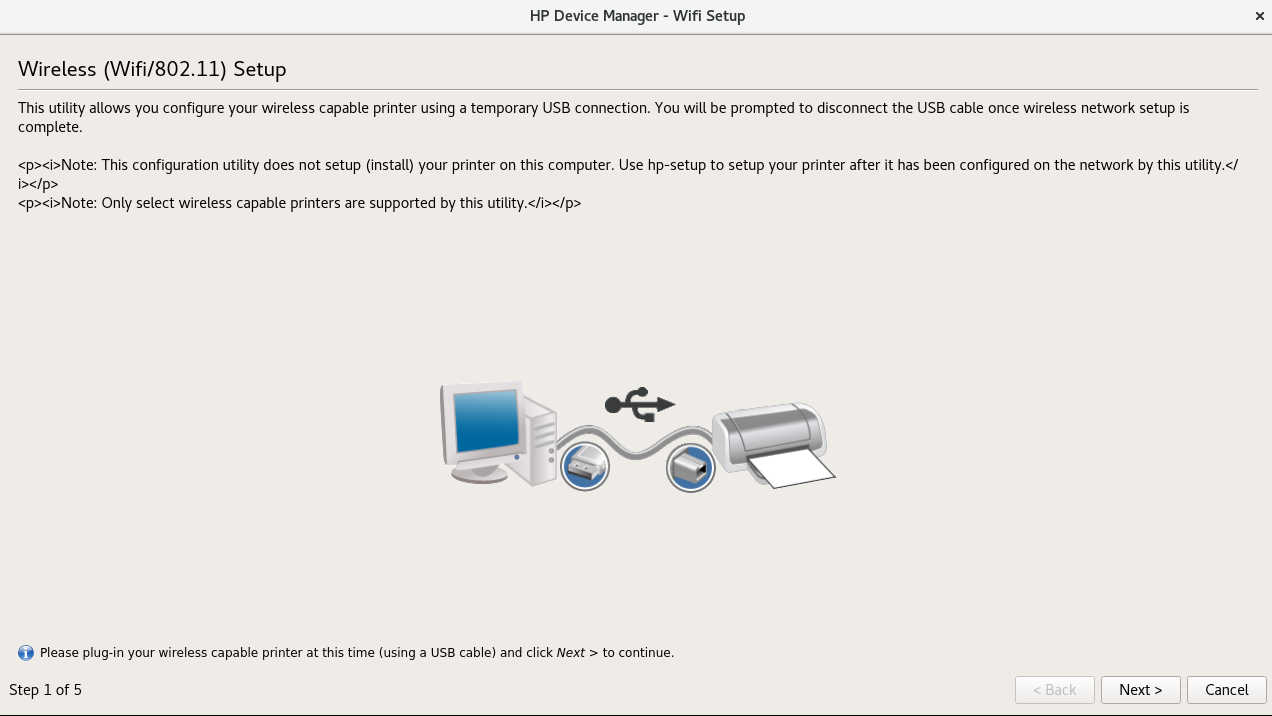 HP Device Manager - Wifi Setup
Wireless (Wifi/802.11) Setup
This utility allows you configure your wireless capable printer using a temporary USB connection. You will be prompted to disconnect the USB cable once wireless network setup is
complete.
<p><i>Note: This configuration utility does not setup (install) your printer on this computer. Use hp-setup to setup your printer after it has been configured on the network by this utility.</
i></p>
<p><i>Note: Only select wireless capable printers are supported by this utility.</i></p>
Please plug-in your wireless capable printer at this time (using a USB cable) and click Next > to continue.
Step 1 of 5
< Back
Next >
Cancel